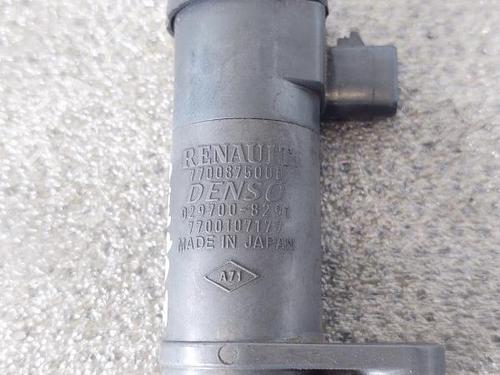 RENAULT
7700875000
DENSO
029700-8291
7700107177
MADE IN JAPAN
A71